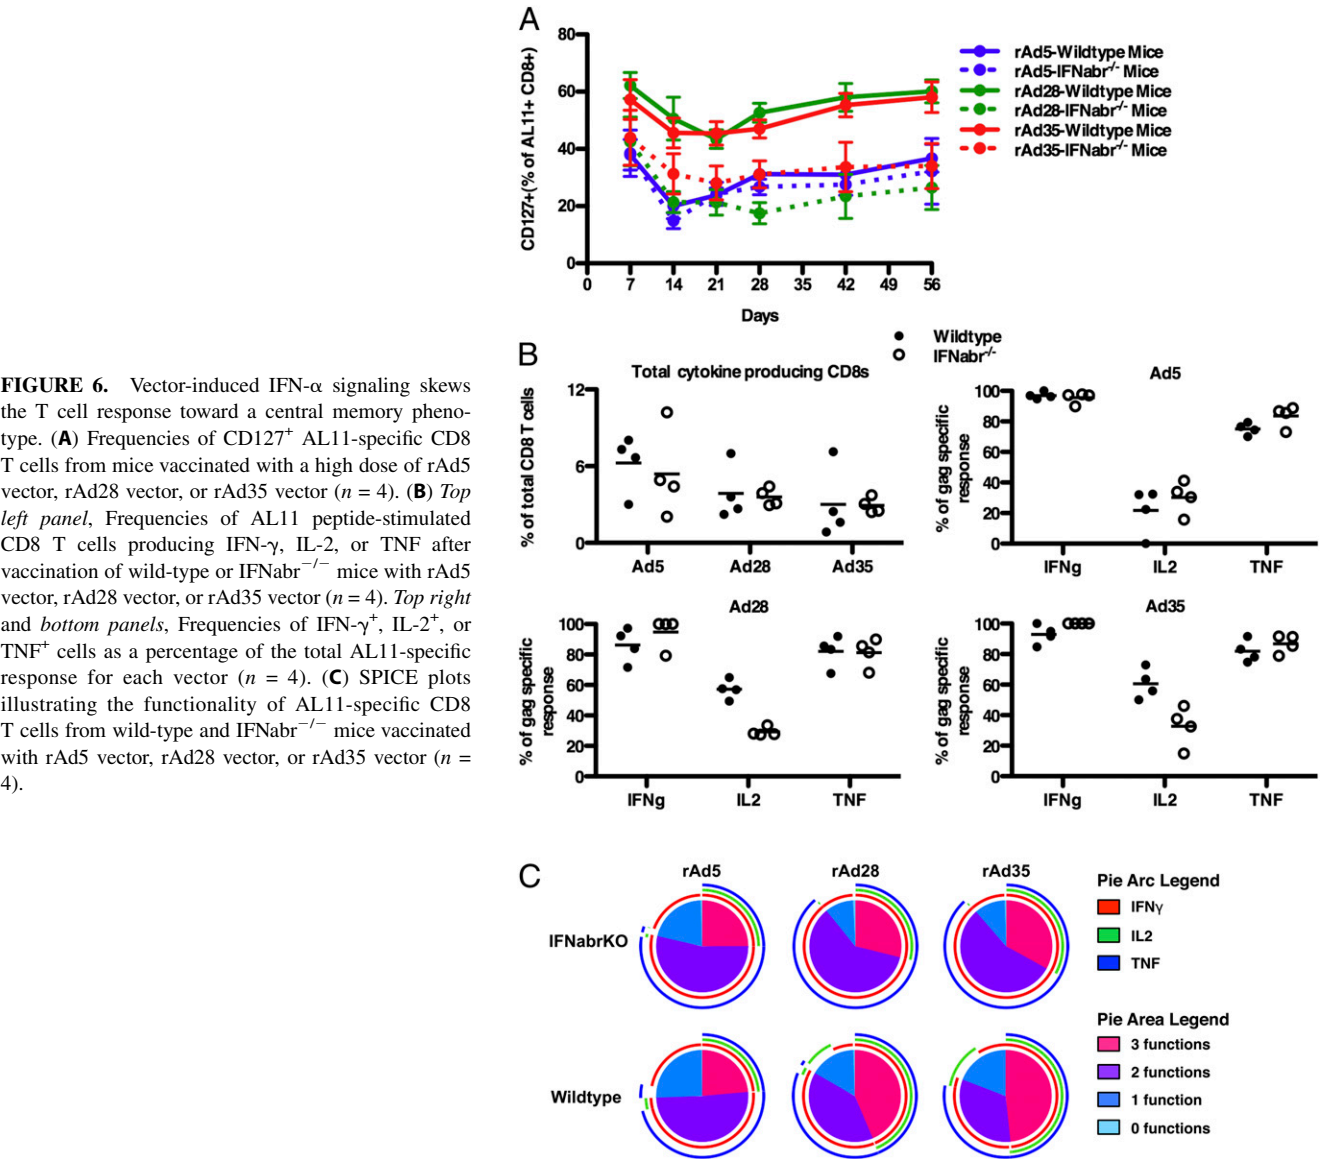 FIGURE 6. Vector-induced IFN-α signaling skews
the T cell response toward a central memory pheno-
type. (A) Frequencies of CD127+ AL11-specific CD8
T cells from mice vaccinated with a high dose of rAd5
vector, rAd28 vector, or rAd35 vector (n = 4). (B) Top
left panel, Frequencies of AL11 peptide-stimulated
CD8 T cells producing IFN-γ, IL-2, or TNF after
vaccination of wild-type or IFNabr−/− mice with rAd5
vector, rAd28 vector, or rAd35 vector (n = 4). Top right
and bottom panels, Frequencies of IFN-γ+, IL-2+, or
TNF+ cells as a percentage of the total AL11-specific
response for each vector (n = 4). (C) SPICE plots
illustrating the functionality of AL11-specific CD8
T cells from wild-type and IFNabr−/− mice vaccinated
with rAd5 vector, rAd28 vector, or rAd35 vector (n =
4).
A
CD127+(% of AL11+ CD8+)
80
60
40
20
0
0 7 14 21 28 35 42 49 56
Days
rAd5-Wildtype Mice
rAd5-IFNabr-/- Mice
rAd28-Wildtype Mice
rAd28-IFNabr-/- Mice
rAd35-Wildtype Mice
rAd35-IFNabr-/- Mice
B
Wildtype
IFNabr-/-
Total cytokine producing CD8s
% of total CD8 T cells
12
6
0
Ad5 Ad28 Ad35
Ad5
% of gag specific
response
100
80
60
40
20
0
IFNg IL2 TNF
Ad28
% of gag specific
response
100
80
60
40
20
0
IFNg IL2 TNF
Ad35
% of gag specific
response
100
80
60
40
20
0
IFNg IL2 TNF
C
rAd5 rAd28 rAd35
IFNabrKO
Wildtype
Pie Arc Legend
IFNγ
IL2
TNF
Pie Area Legend
3 functions
2 functions
1 function
0 functions